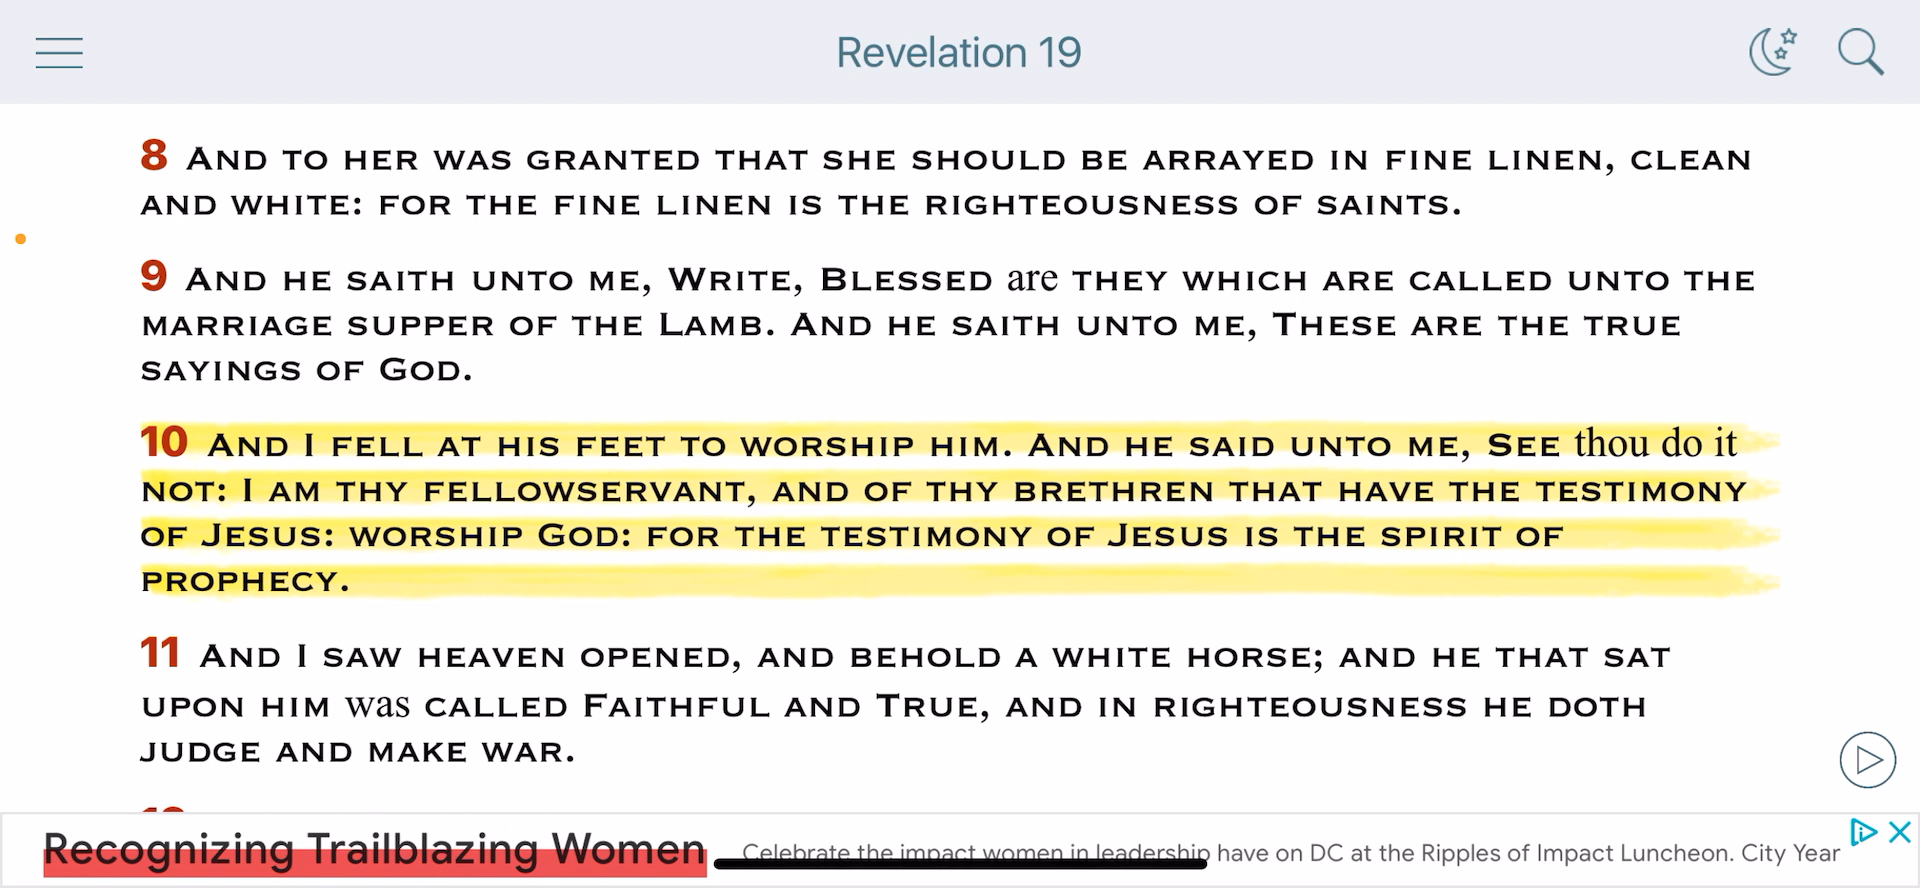 Revelation 19
8 AND TO HER WAS GRANTED THAT SHE SHOULD BE ARRAYED IN FINE LINEN, CLEAN
AND WHITE: FOR THE FINE LINEN IS THE RIGHTEOUSNESS OF SAINTS.
9 AND HE SAITH UNTO ME, WRITE, BLESSED are THEY WHICH ARE CALLED UNTO THE
MARRIAGE SUPPER OF THE LAMB. AND HE SAITH UNTO ME, THESE ARE THE TRUE
SAYINGS OF GOD.
10 AND I FELL AT HIS FEET TO WORSHIP HIM. AND HE SAID UNTO ME, SEE thou do it
NOT: I AM THY FELLOWSERVANT, AND OF THY BRETHREN THAT HAVE THE TESTIMONY
OF JESUS: WORSHIP GOD: FOR THE TESTIMONY OF JESUS IS THE SPIRIT OF
PROPHECY.
11 AND I SAW HEAVEN OPENED, AND BEHOLD A WHITE HORSE; AND HE THAT SAT
UPON HIM was CALLED FAITHFUL AND TRUE, AND IN RIGHTEOUSNESS HE DOTH
JUDGE AND MAKE WAR.
Recognizing Trailblazing Women
Celebrate the impact women in leadership have on DC at the Ripples of Impact Luncheon. City Year